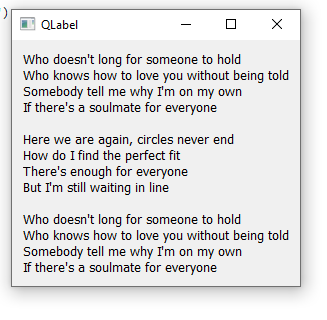 ')
QLabel
Who doesn't long for someone to hold
Who knows how to love you without being told
Somebody tell me why I'm on my own
If there's a soulmate for everyone
Here we are again, circles never end
How do I find the perfect fit
There's enough for everyone
But I'm still waiting in line
Who doesn't long for someone to hold
Who knows how to love you without being told
Somebody tell me why I'm on my own
If there's a soulmate for everyone